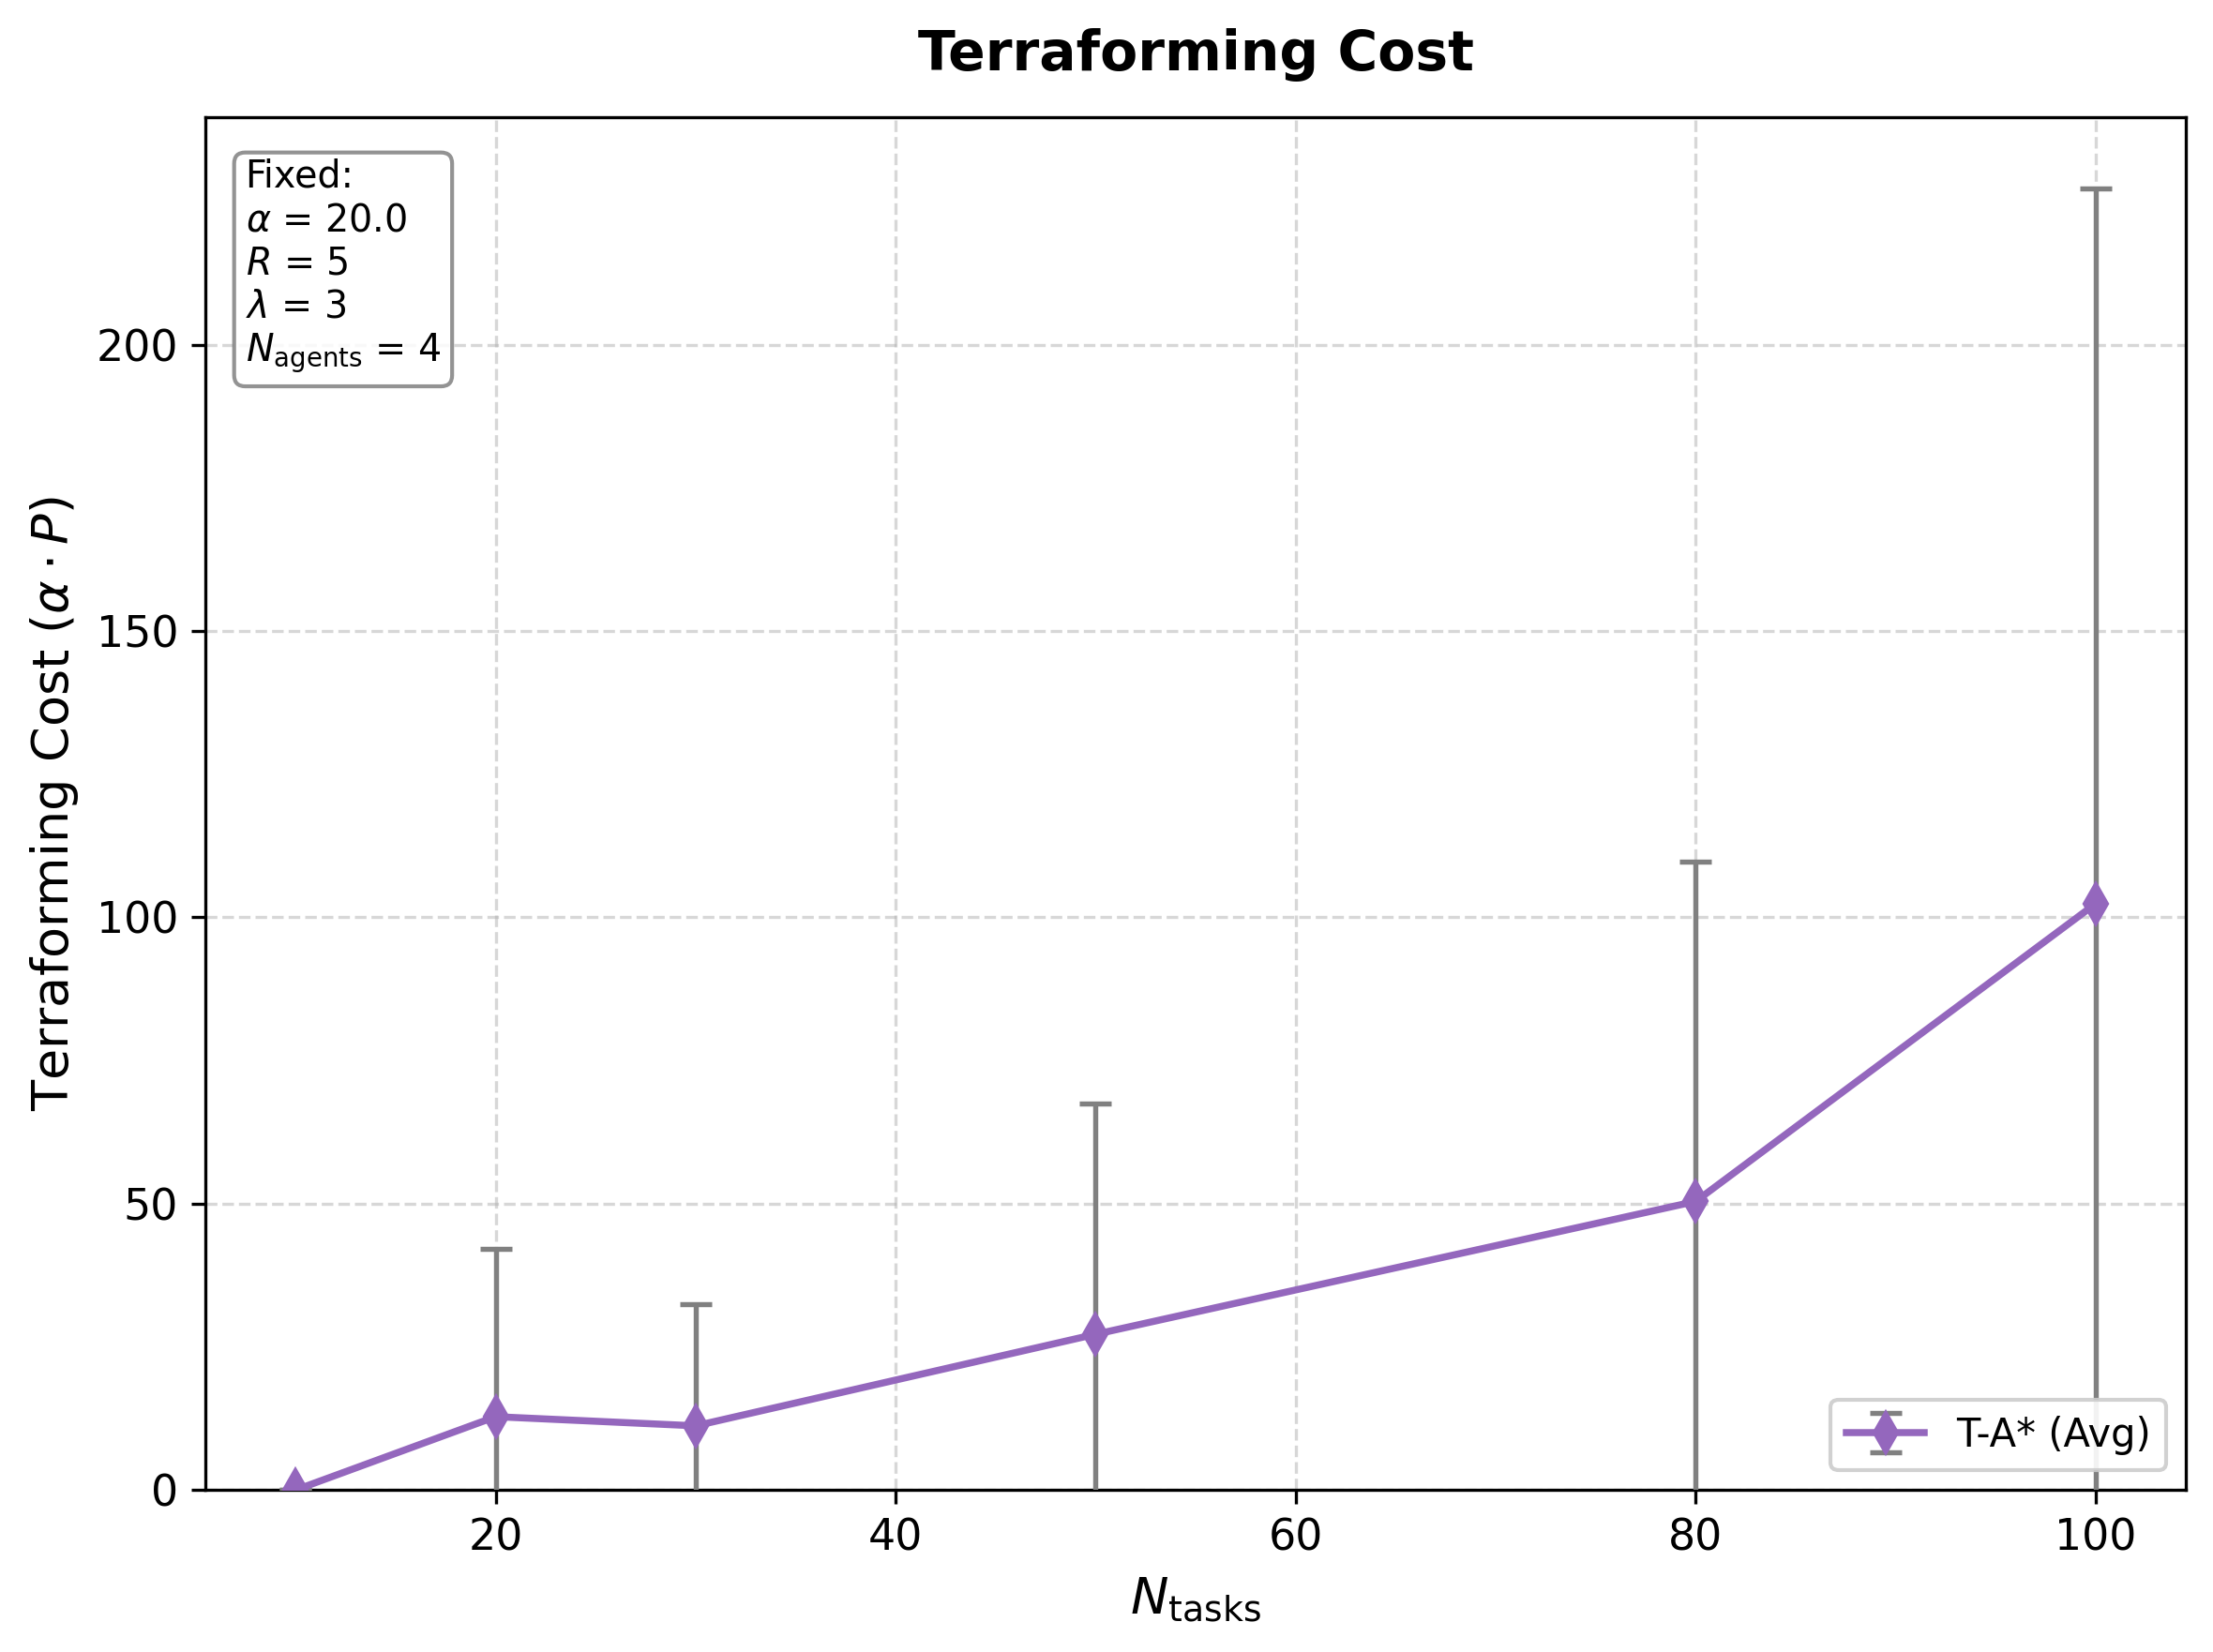 Terraforming Cost
Fixed:
α = 20.0
R = 5
λ = 3
N_agents = 4
Terraforming Cost (α · P)
200
150
100
50
0
20 40 60 80 100
N_tasks
T-A* (Avg)